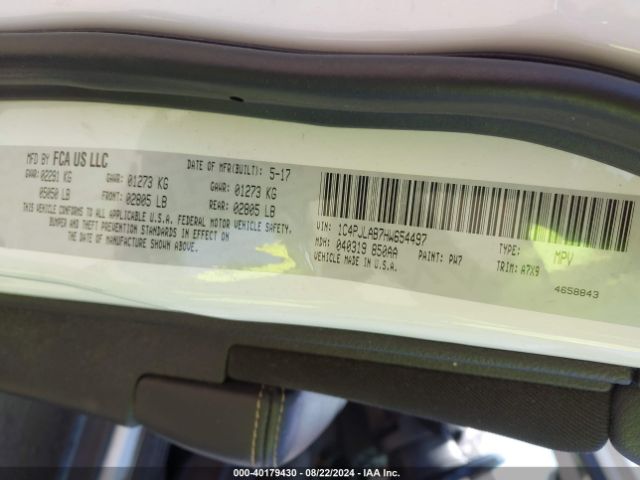 MFD BY FCA US LLC DATE OF MFR(BUILT): 5-17
GVWR: 02291 KG GAWR: 01273 KG GAWR: 01273 KG
05050 LB FRONT: 02805 LB REAR: 02805 LB
THIS VEHICLE CONFORMS TO ALL APPLICABLE U.S.A. FEDERAL MOTOR VEHICLE SAFETY,
BUMPER AND THEFT PREVENTION STANDARDS IN EFFECT
ON THE DATE OF MANUFACTURE SHOWN ABOVE.
VIN: 1C4PJLAB7HW654497 TYPE: MPV
MDH: 040319 850AA PAINT: PW7 TRIM: A7X9
VEHICLE MADE IN U.S.A.
4658843
000-40179430 - 08/22/2024 - IAA Inc.